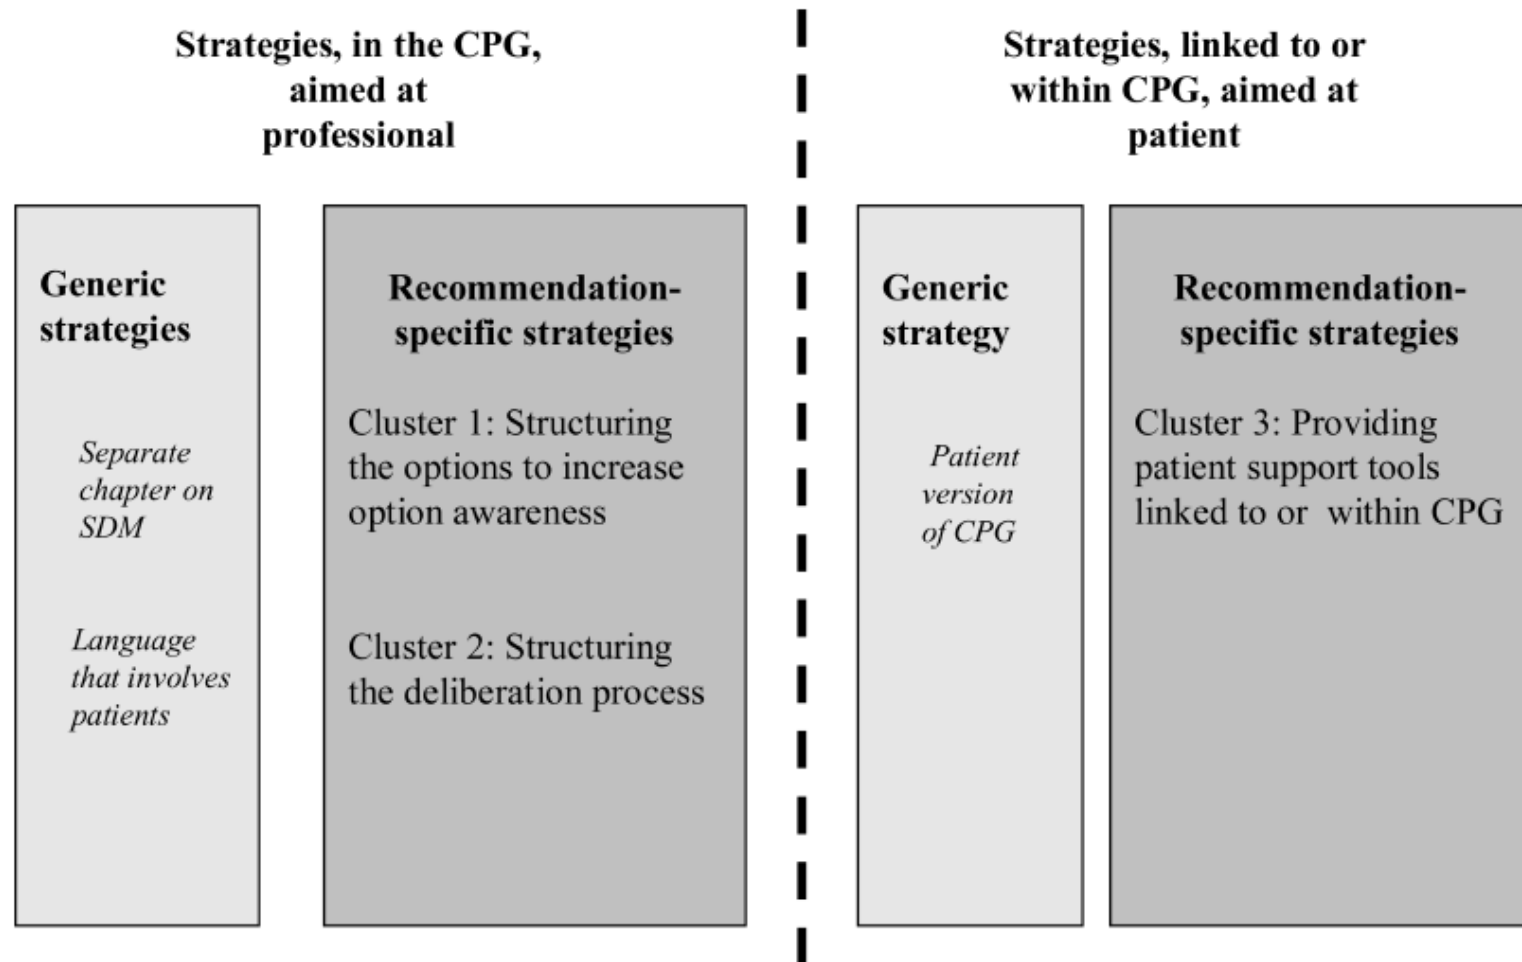 Strategies, in the CPG,
aimed at
professional
Generic
strategies
Separate
chapter on
SDM
Language
that involves
patients
Recommendation-
specific strategies
Cluster 1: Structuring
the options to increase
option awareness
Cluster 2: Structuring
the deliberation process
Strategies, linked to or
within CPG, aimed at
patient
Generic
strategy
Patient
version
of CPG
Recommendation-
specific strategies
Cluster 3: Providing
patient support tools
linked to or within CPG